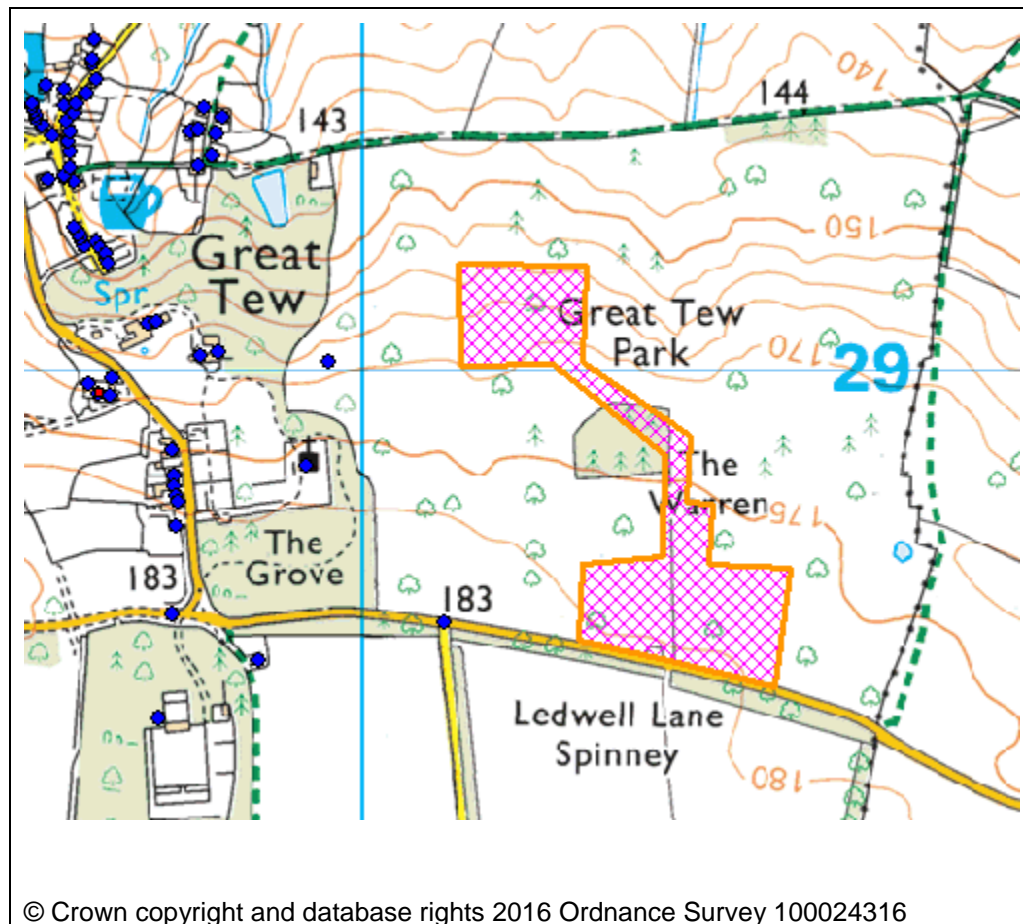 140
144
143
150
Great
Tew
Spr
Great Tew
Park
170
29
The
Warren
175
The
Grove
183
183
Ledwell Lane
Spinney
180
© Crown copyright and database rights 2016 Ordnance Survey 100024316